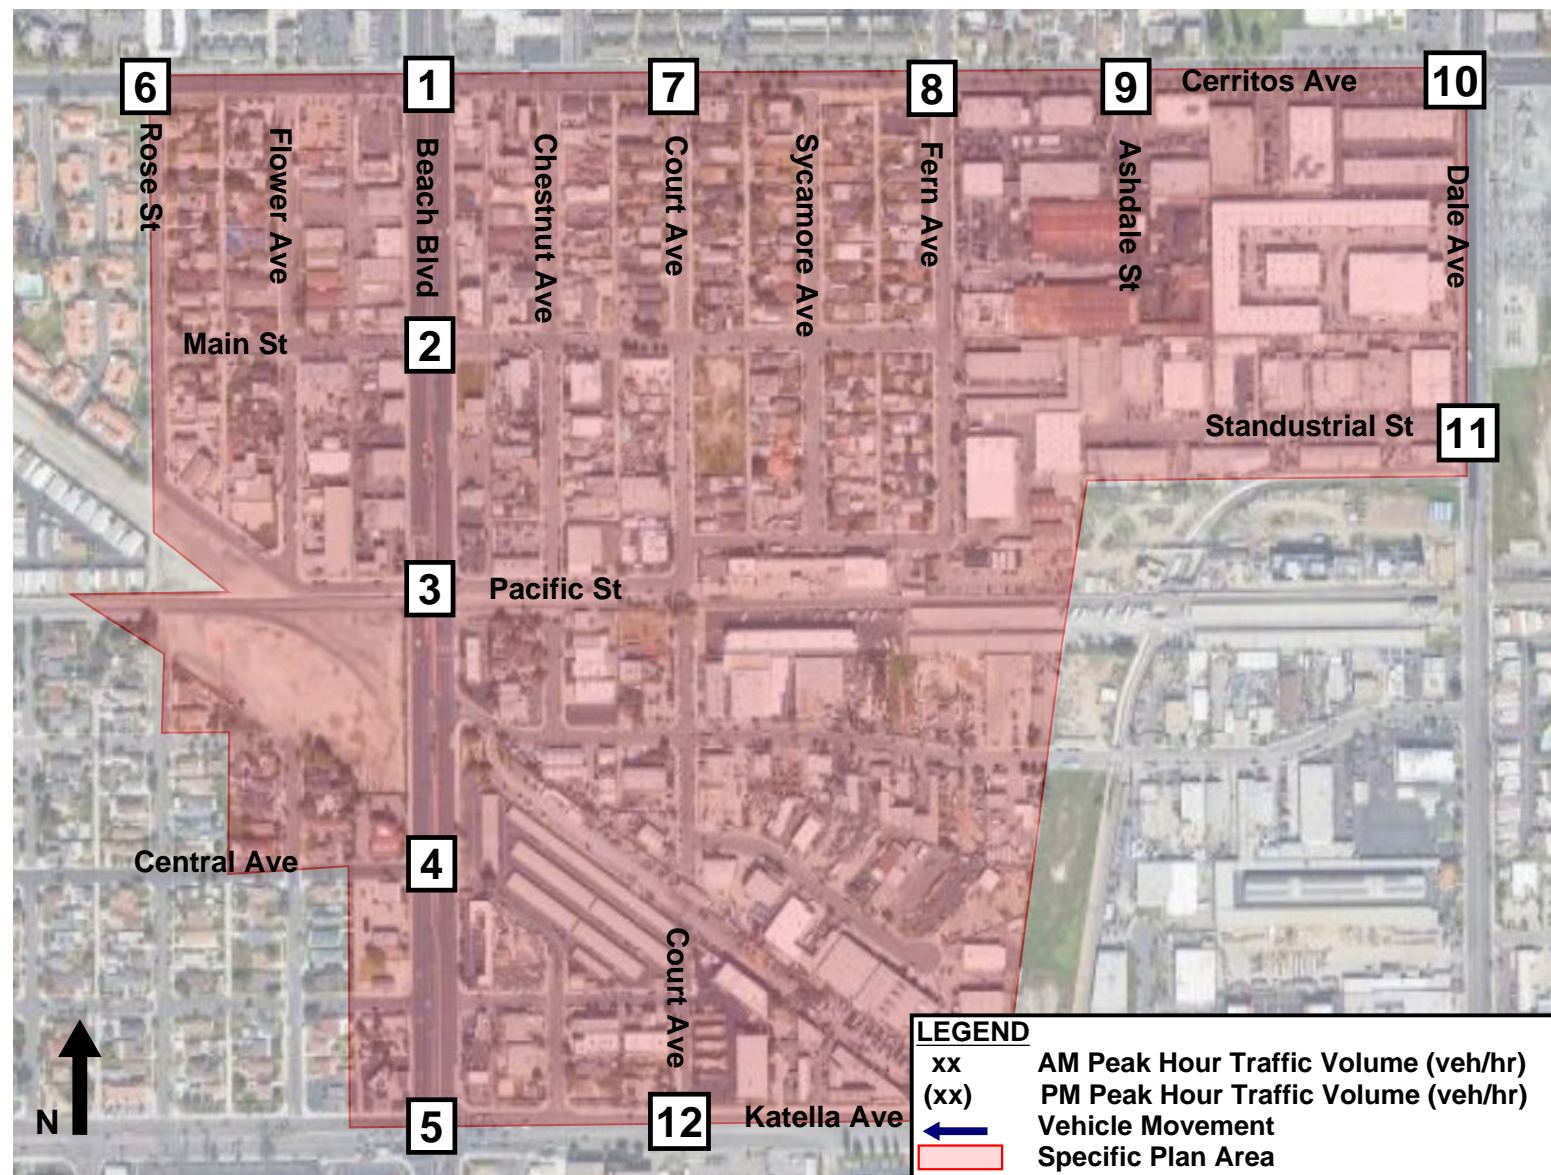 6
1
7
8
9
Cerritos Ave
10
Rose St
Flower Ave
Beach Blvd
Chestnut Ave
Court Ave
Sycamore Ave
Fern Ave
Ashdale St
Dale Ave
Main St
2
Standustrial St
11
3
Pacific St
Central Ave
4
Court Ave
N
5
12
Katella Ave
LEGEND
xx AM Peak Hour Traffic Volume (veh/hr)
(xx) PM Peak Hour Traffic Volume (veh/hr)
Vehicle Movement
Specific Plan Area